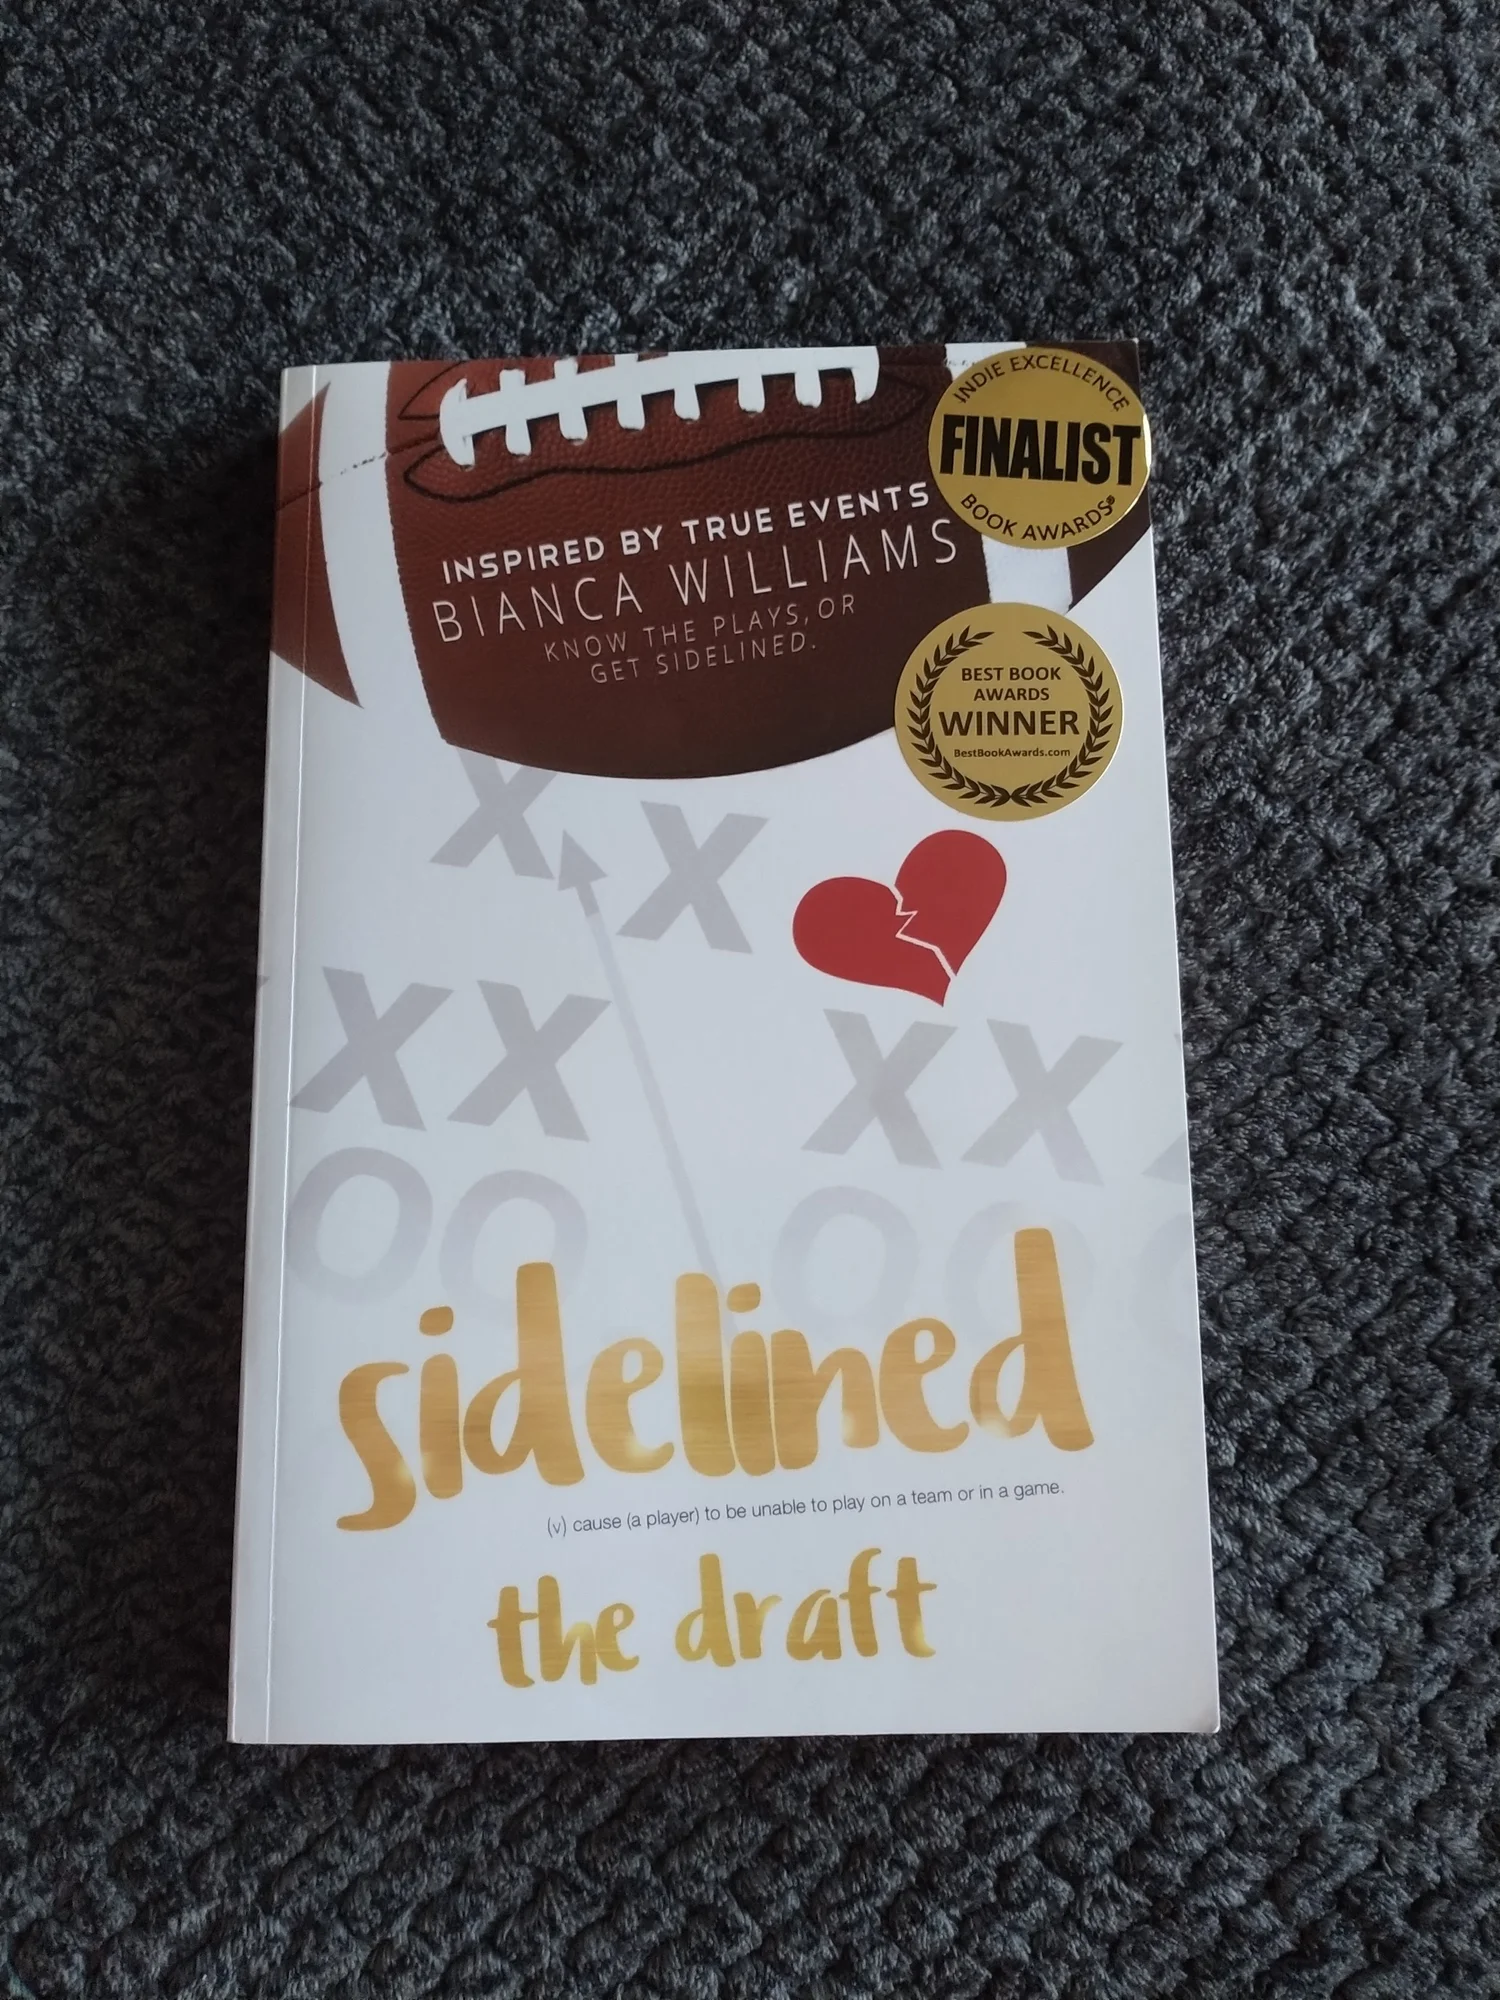 INDIE EXCELLENCE
FINALIST
BOOK AWARDS®
INSPIRED BY TRUE EVENTS
BIANCA WILLIAMS
KNOW THE PLAYS, OR
GET SIDELINED.
BEST BOOK
AWARDS
WINNER
BestBookAwards.com
X X
X X X X
O O O O
sidelined
(v) cause (a player) to be unable to play on a team or in a game.
the draft